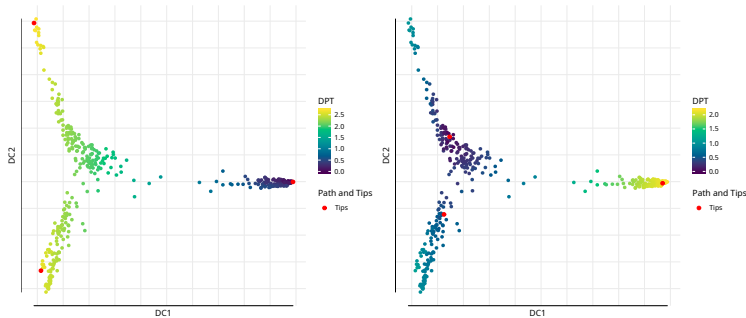 DC2
DC1
DPT
2.5
2.0
1.5
1.0
0.5
0.0
Path and Tips
Tips
DC2
DC1
DPT
2.0
1.5
1.0
0.5
0.0
Path and Tips
Tips